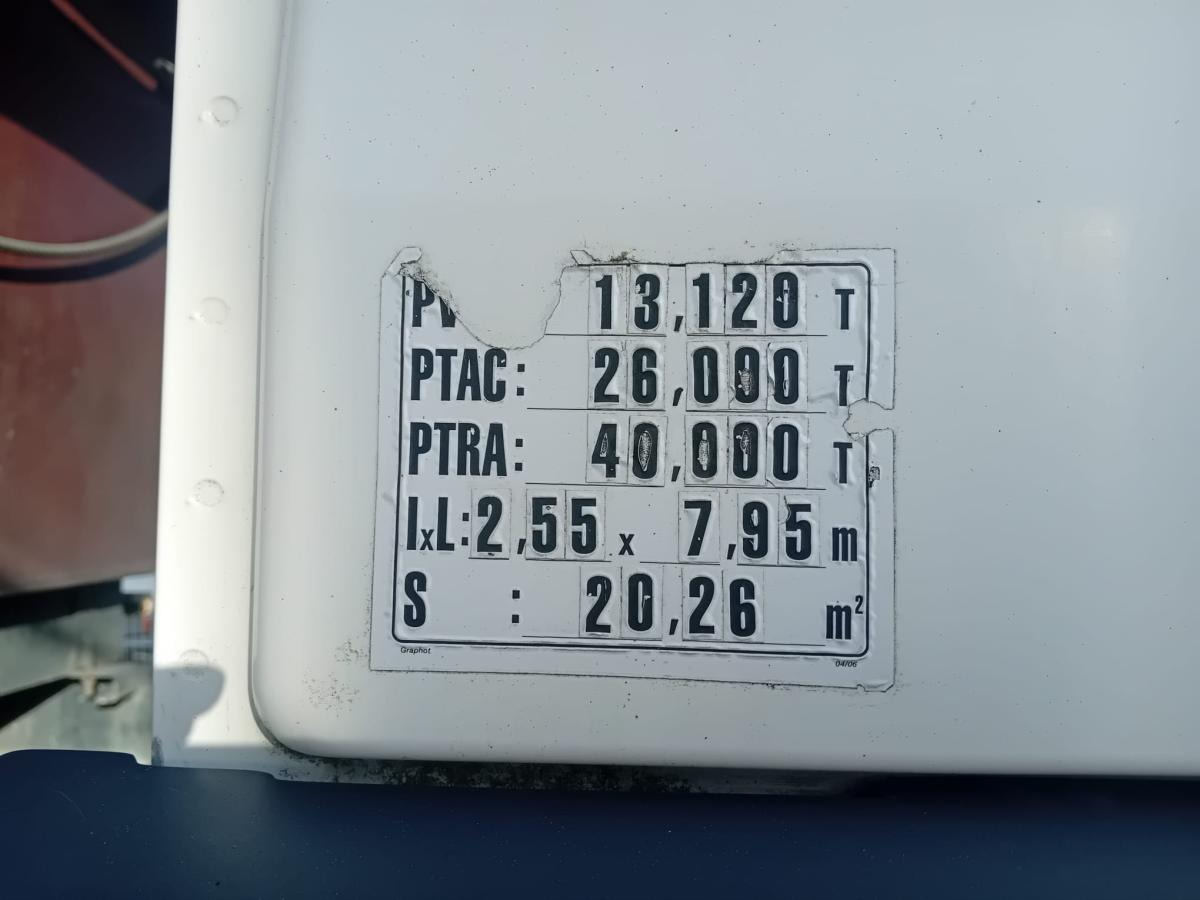 13,120 T
PTAC: 26,000 T
PTRA: 40,000 T
lxL: 2,55 x 7,95 m
S : 20,26 m²
Graphot 04/06